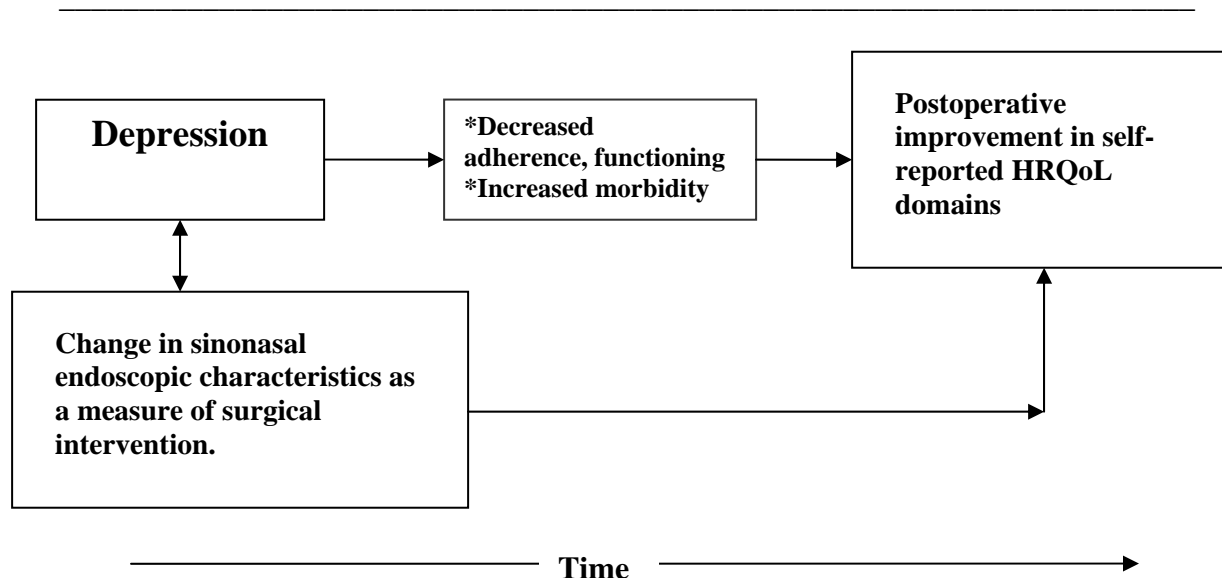 Depression
*Decreased
adherence, functioning
*Increased morbidity
Postoperative
improvement in self-
reported HRQoL
domains
Change in sinonasal
endoscopic characteristics as
a measure of surgical
intervention.
Time